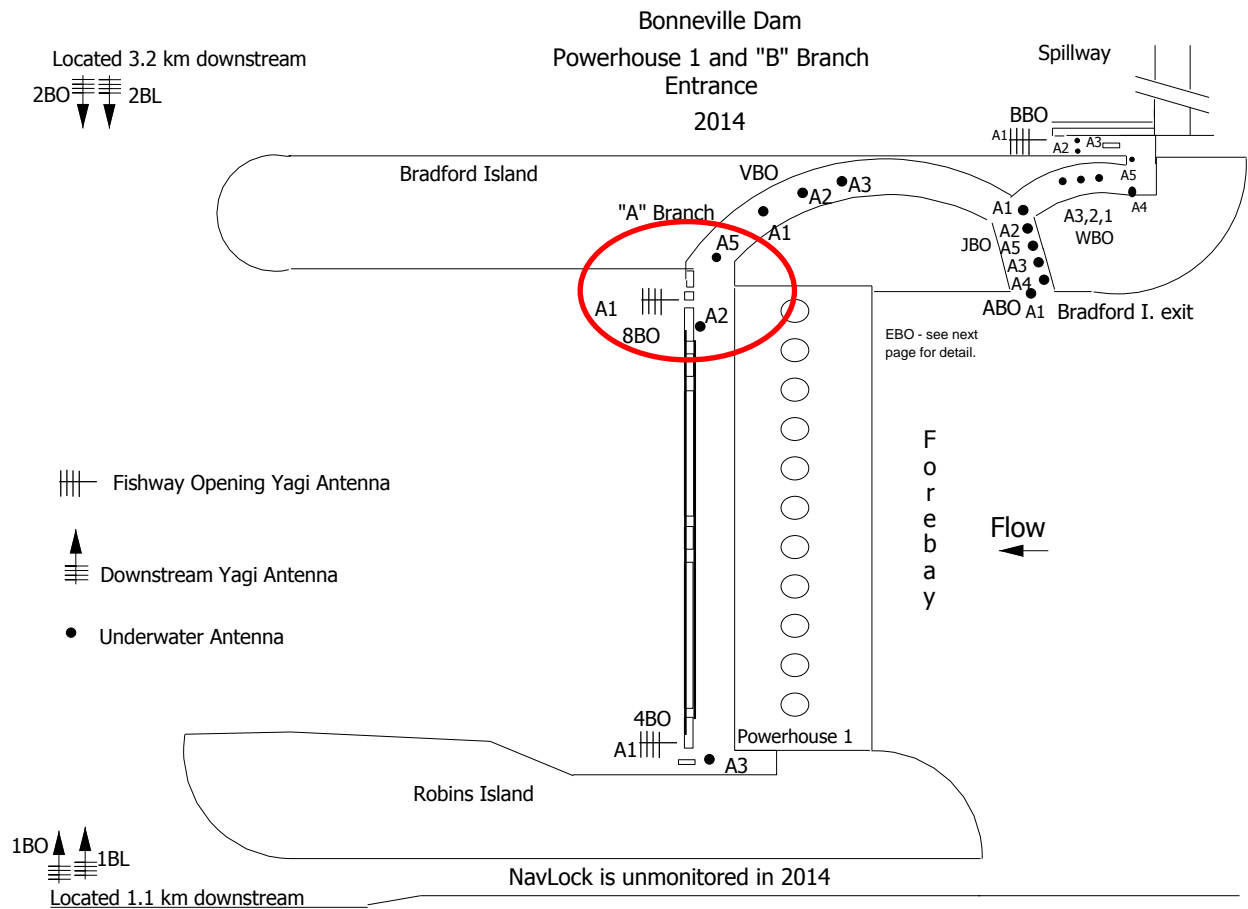 Bonneville Dam
Powerhouse 1 and "B" Branch
Entrance
2014
Located 3.2 km downstream
2BO
2BL
Spillway
BBO
A1
A2
A3
A5
A4
Bradford Island
VBO
A3
A2
A1
"A" Branch
A5
A1
A2
JBO
A5
A3
A4
A3,2,1
WBO
ABO
A1
Bradford I. exit
A1
8BO
A2
EBO - see next
page for detail.
Fishway Opening Yagi Antenna
Downstream Yagi Antenna
Underwater Antenna
Forebay
Flow
4BO
A1
A3
Powerhouse 1
Robins Island
1BO
1BL
Located 1.1 km downstream
NavLock is unmonitored in 2014